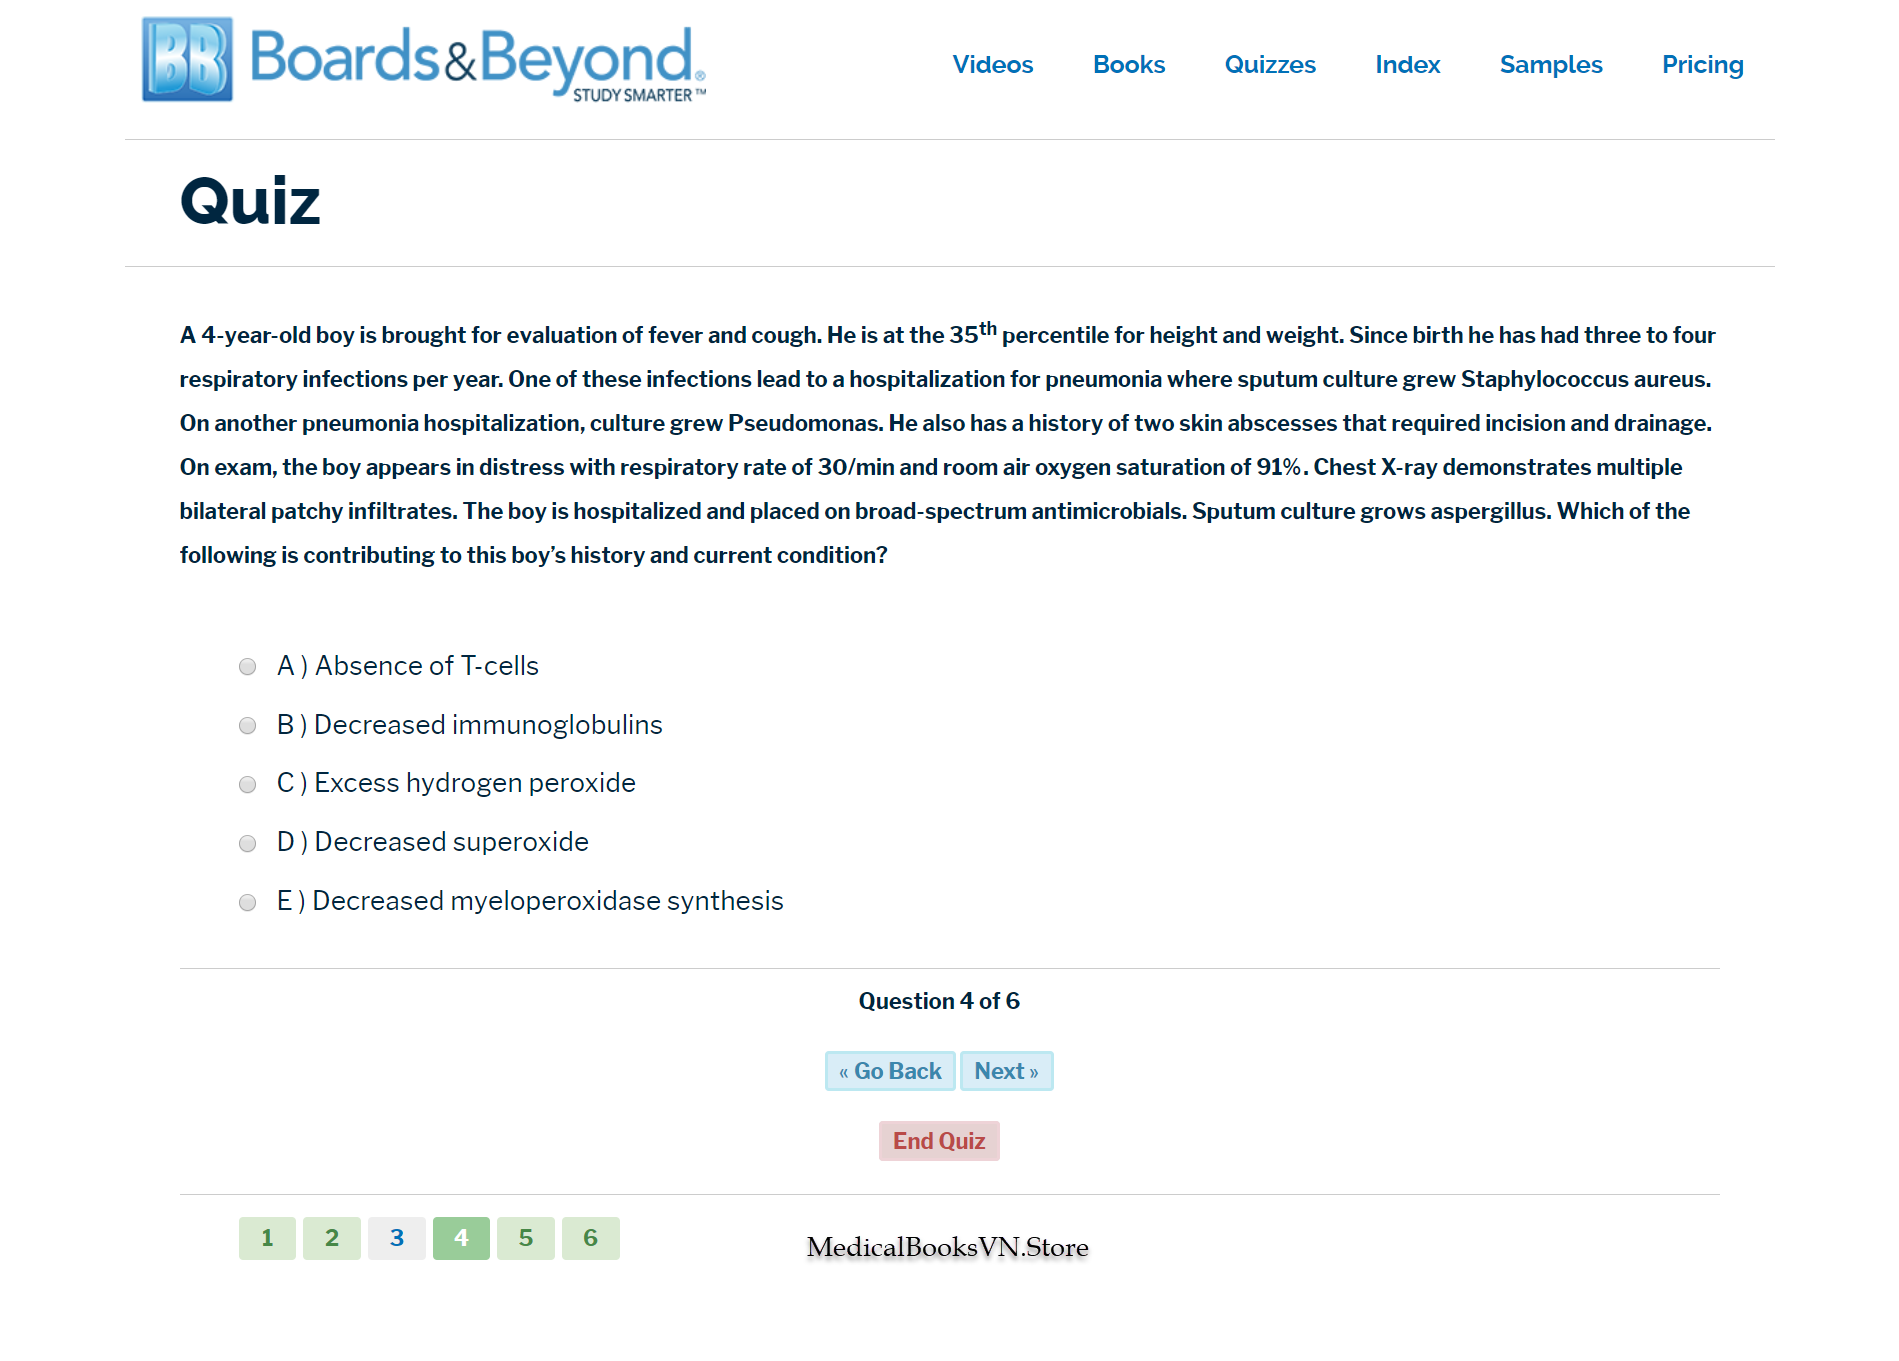 BB Boards&Beyond.®
STUDY SMARTER™
Videos Books Quizzes Index Samples Pricing
Quiz
A 4-year-old boy is brought for evaluation of fever and cough. He is at the 35th percentile for height and weight. Since birth he has had three to four
respiratory infections per year. One of these infections lead to a hospitalization for pneumonia where sputum culture grew Staphylococcus aureus.
On another pneumonia hospitalization, culture grew Pseudomonas. He also has a history of two skin abscesses that required incision and drainage.
On exam, the boy appears in distress with respiratory rate of 30/min and room air oxygen saturation of 91%. Chest X-ray demonstrates multiple
bilateral patchy infiltrates. The boy is hospitalized and placed on broad-spectrum antimicrobials. Sputum culture grows aspergillus. Which of the
following is contributing to this boy’s history and current condition?
A ) Absence of T-cells
B ) Decreased immunoglobulins
C ) Excess hydrogen peroxide
D ) Decreased superoxide
E ) Decreased myeloperoxidase synthesis
Question 4 of 6
« Go Back Next »
End Quiz
1 2 3 4 5 6
MedicalBooksVN.Store